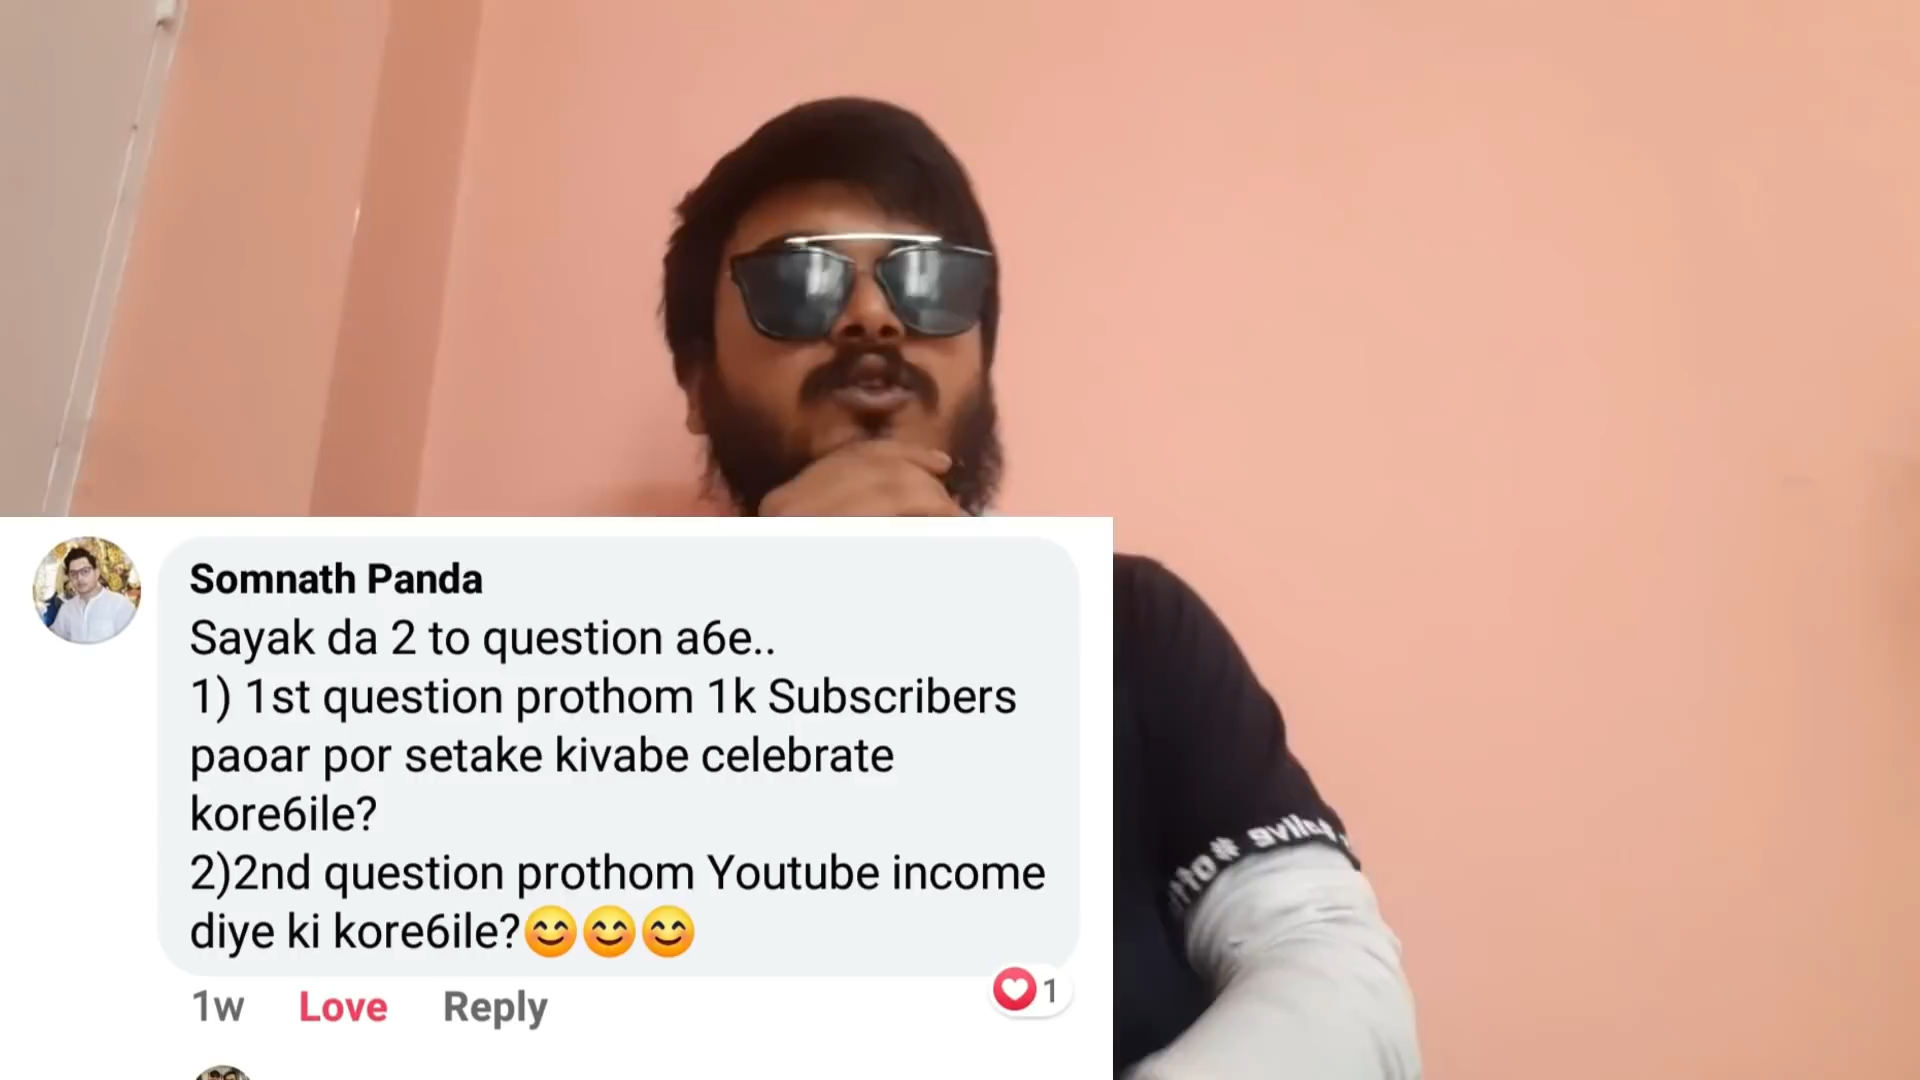 Somnath Panda
Sayak da 2 to question a6e..
1) 1st question prothom 1k Subscribers
paoar por setake kivabe celebrate
kore6ile?
2)2nd question prothom Youtube income
diye ki kore6ile?😊😊😊
1w Love Reply 1